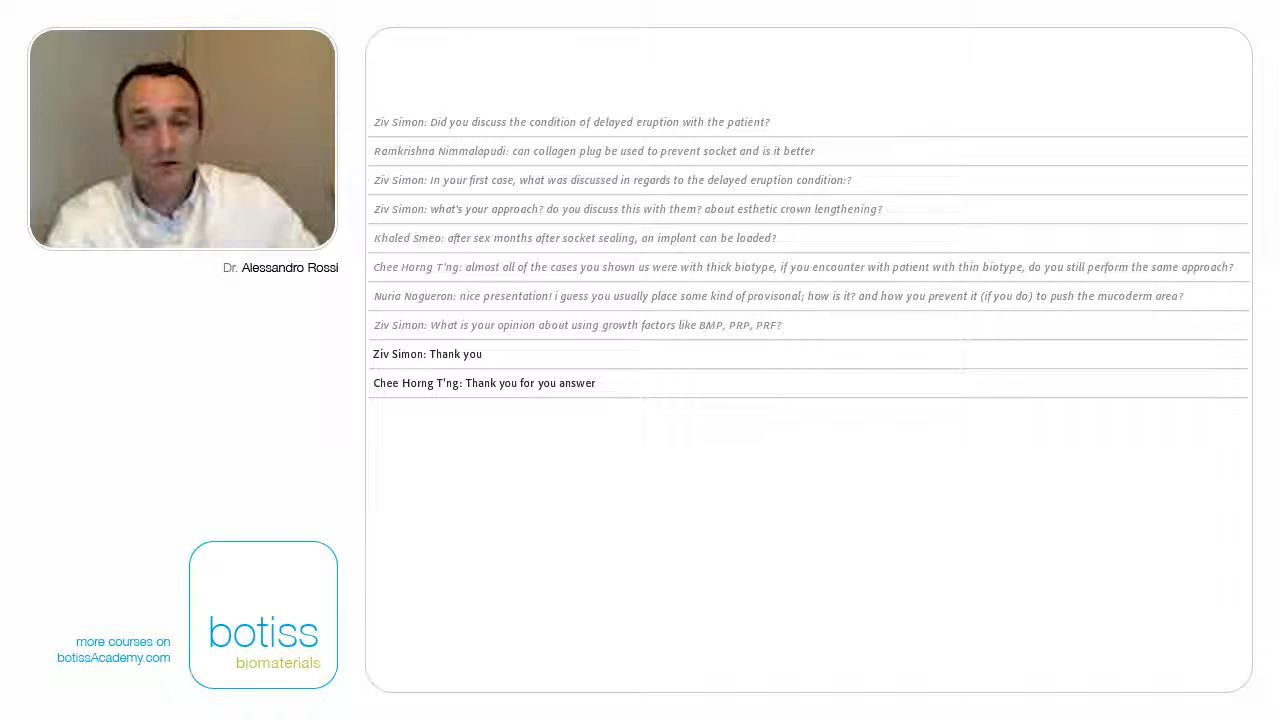 Dr. Alessandro Rossi
Ziv Simon: Did you discuss the condition of delayed eruption with the patient?
Ramkrishna Nimmalapudi: can collagen plug be used to prevent socket and is it better
Ziv Simon: In your first case, what was discussed in regards to the delayed eruption condition:?
Ziv Simon: what's your approach? do you discuss this with them? about esthetic crown lengthening?
Khaled Smeo: after sex months after socket sealing, an implant can be loaded?
Chee Horng T'ng: almost all of the cases you shown us were with thick biotype, if you encounter with patient with thin biotype, do you still perform the same approach?
Nuria Nogueron: nice presentation! i guess you usually place some kind of provisonal; how is it? and how you prevent it (if you do) to push the mucoderm area?
Ziv Simon: What is your opinion about using growth factors like BMP, PRP, PRF?
Ziv Simon: Thank you
Chee Horng T'ng: Thank you for you answer
more courses on
botissAcademy.com
botiss
biomaterials